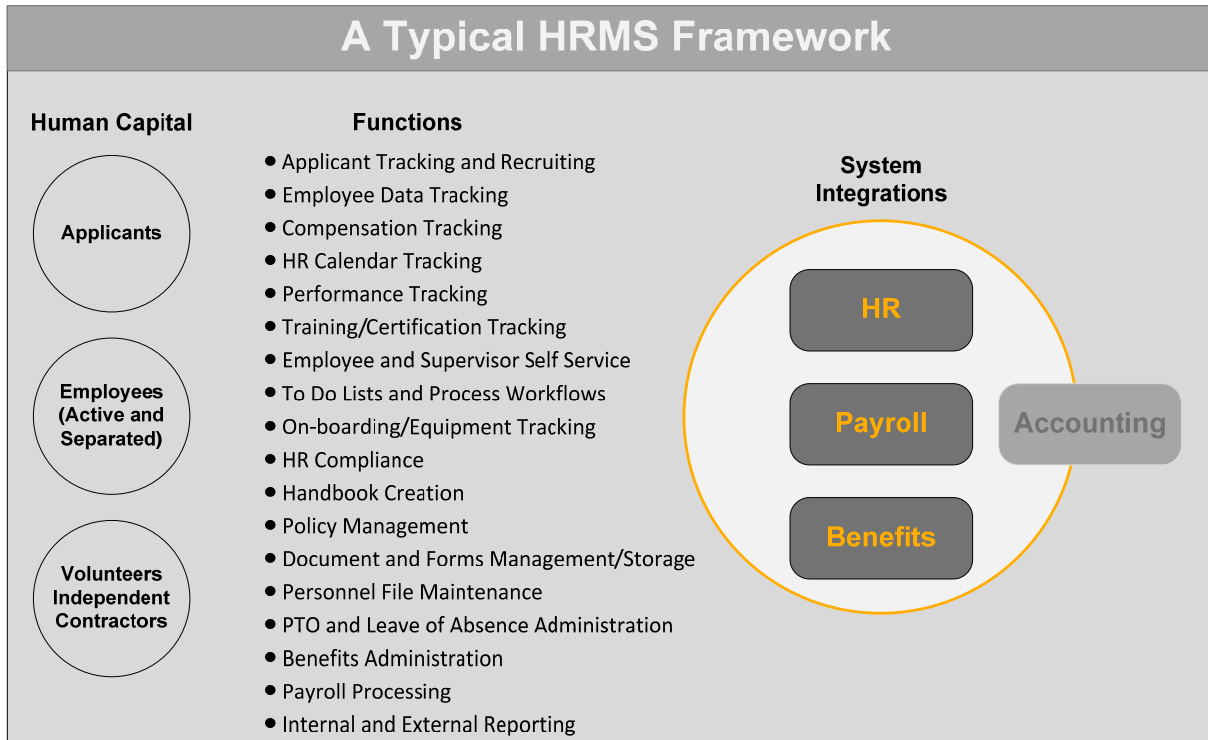 A Typical HRMS Framework
Human Capital
Applicants
Employees
(Active and
Separated)
Volunteers
Independent
Contractors
Functions
• Applicant Tracking and Recruiting
• Employee Data Tracking
• Compensation Tracking
• HR Calendar Tracking
• Performance Tracking
• Training/Certification Tracking
• Employee and Supervisor Self Service
• To Do Lists and Process Workflows
• On-boarding/Equipment Tracking
• HR Compliance
• Handbook Creation
• Policy Management
• Document and Forms Management/Storage
• Personnel File Maintenance
• PTO and Leave of Absence Administration
• Benefits Administration
• Payroll Processing
• Internal and External Reporting
System
Integrations
HR
Payroll
Accounting
Benefits